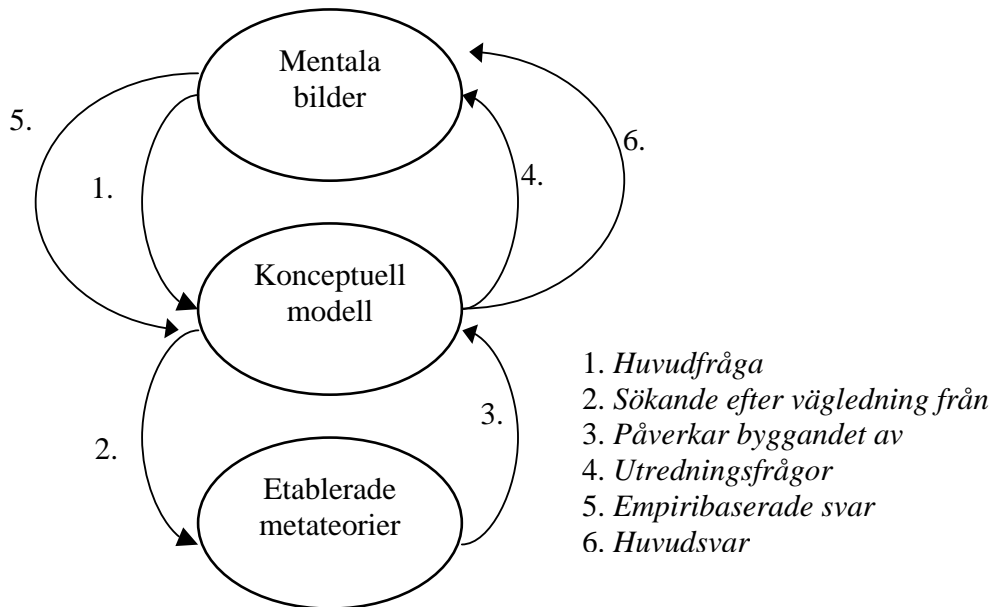 Mentala
bilder
5.
6.
1.
4.
Konceptuell
modell
2.
3.
Etablerade
metateorier
1. Huvudfråga
2. Sökande efter vägledning från
3. Påverkar byggandet av
4. Utredningsfrågor
5. Empiribaserade svar
6. Huvudsvar